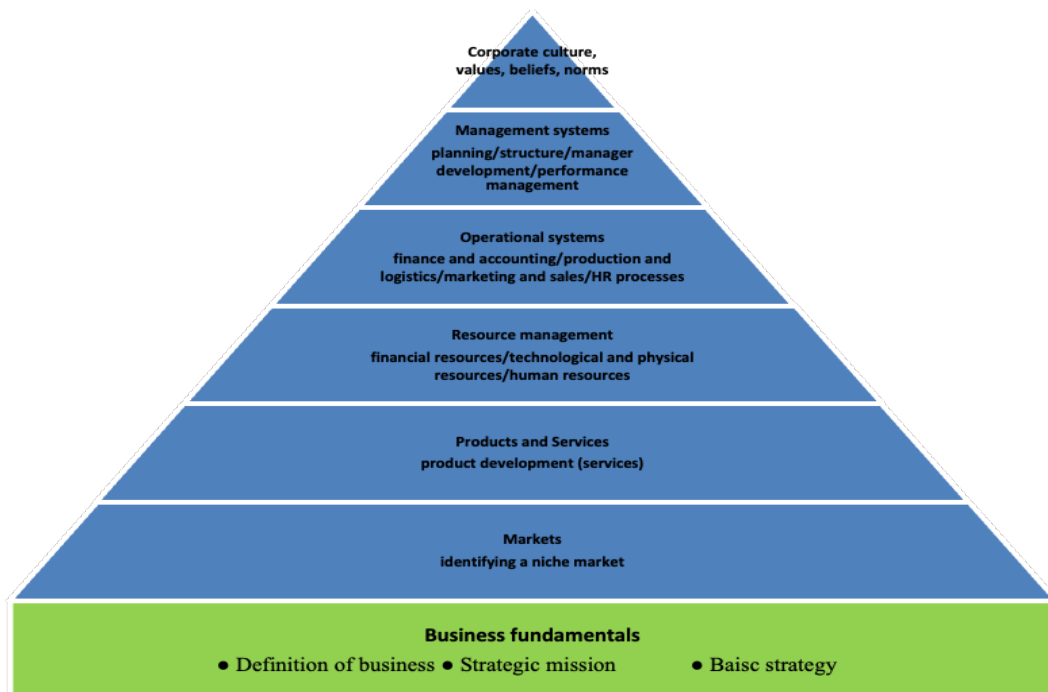 Corporate culture,
values, beliefs, norms
Management systems
planning/structure/manager
development/performance
management
Operational systems
finance and accounting/production and
logistics/marketing and sales/HR processes
Resource management
financial resources/technological and physical
resources/human resources
Products and Services
product development (services)
Markets
identifying a niche market
Business fundamentals
● Definition of business ● Strategic mission ● Baisc strategy